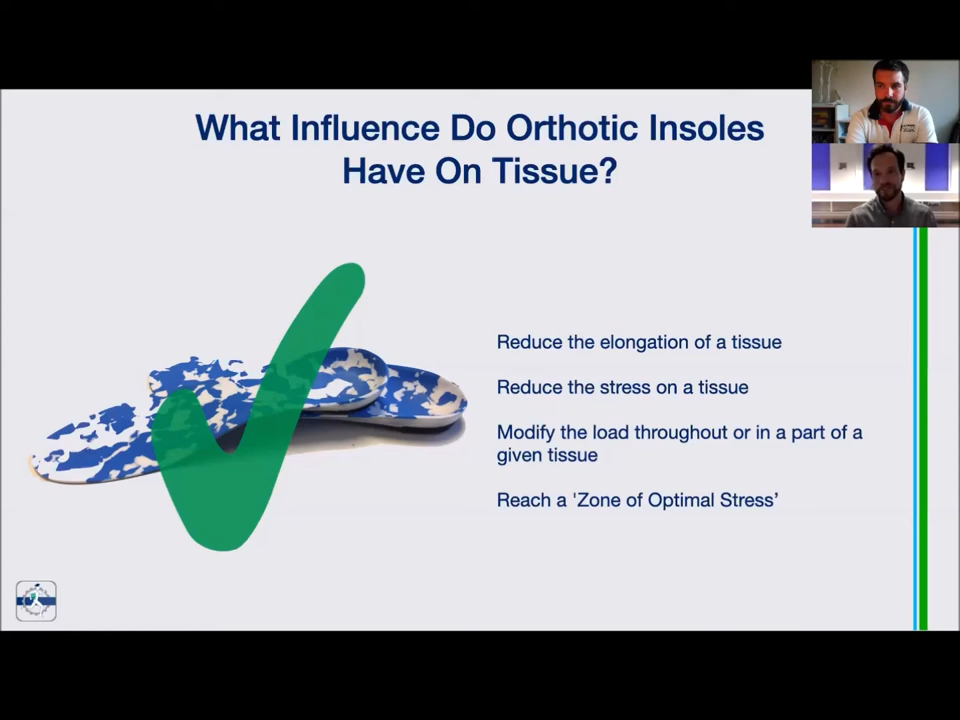 What Influence Do Orthotic Insoles
Have On Tissue?
Reduce the elongation of a tissue
Reduce the stress on a tissue
Modify the load throughout or in a part of a
given tissue
Reach a 'Zone of Optimal Stress’